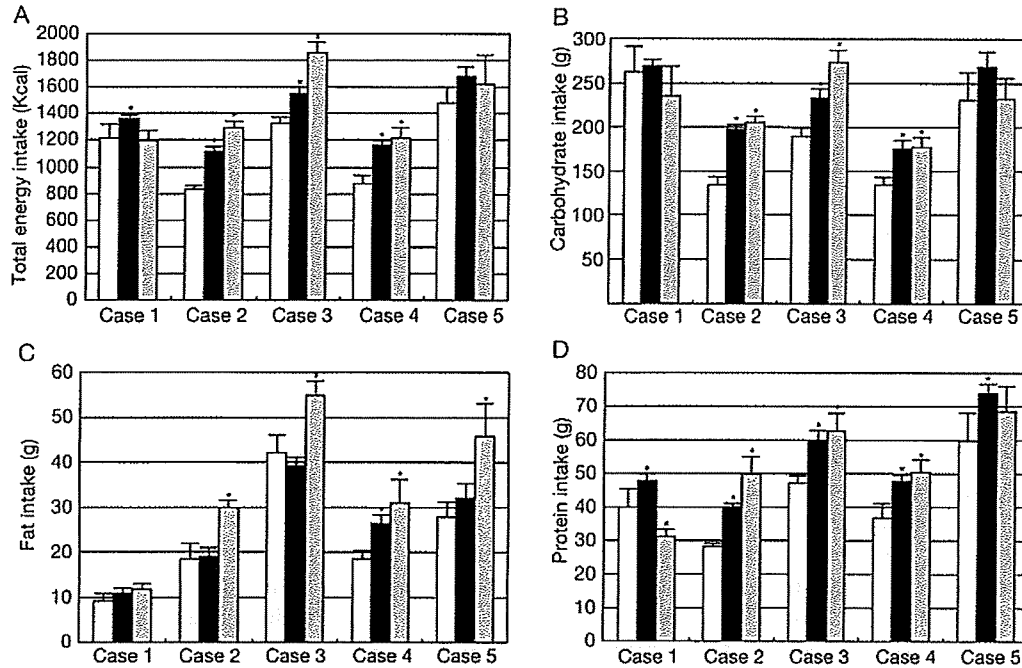 A
Total energy intake (Kcal)
2000
1800
1600
1400
1200
1000
800
600
400
200
0
Case 1 Case 2 Case 3 Case 4 Case 5
B
Carbohydrate intake (g)
300
250
200
150
100
50
Case 1 Case 2 Case 3 Case 4 Case 5
C
Fat intake (g)
60
50
40
30
20
10
0
Case 1 Case 2 Case 3 Case 4 Case 5
D
Protein intake (g)
80
70
60
50
40
30
20
10
0
Case 1 Case 2 Case 3 Case 4 Case 5